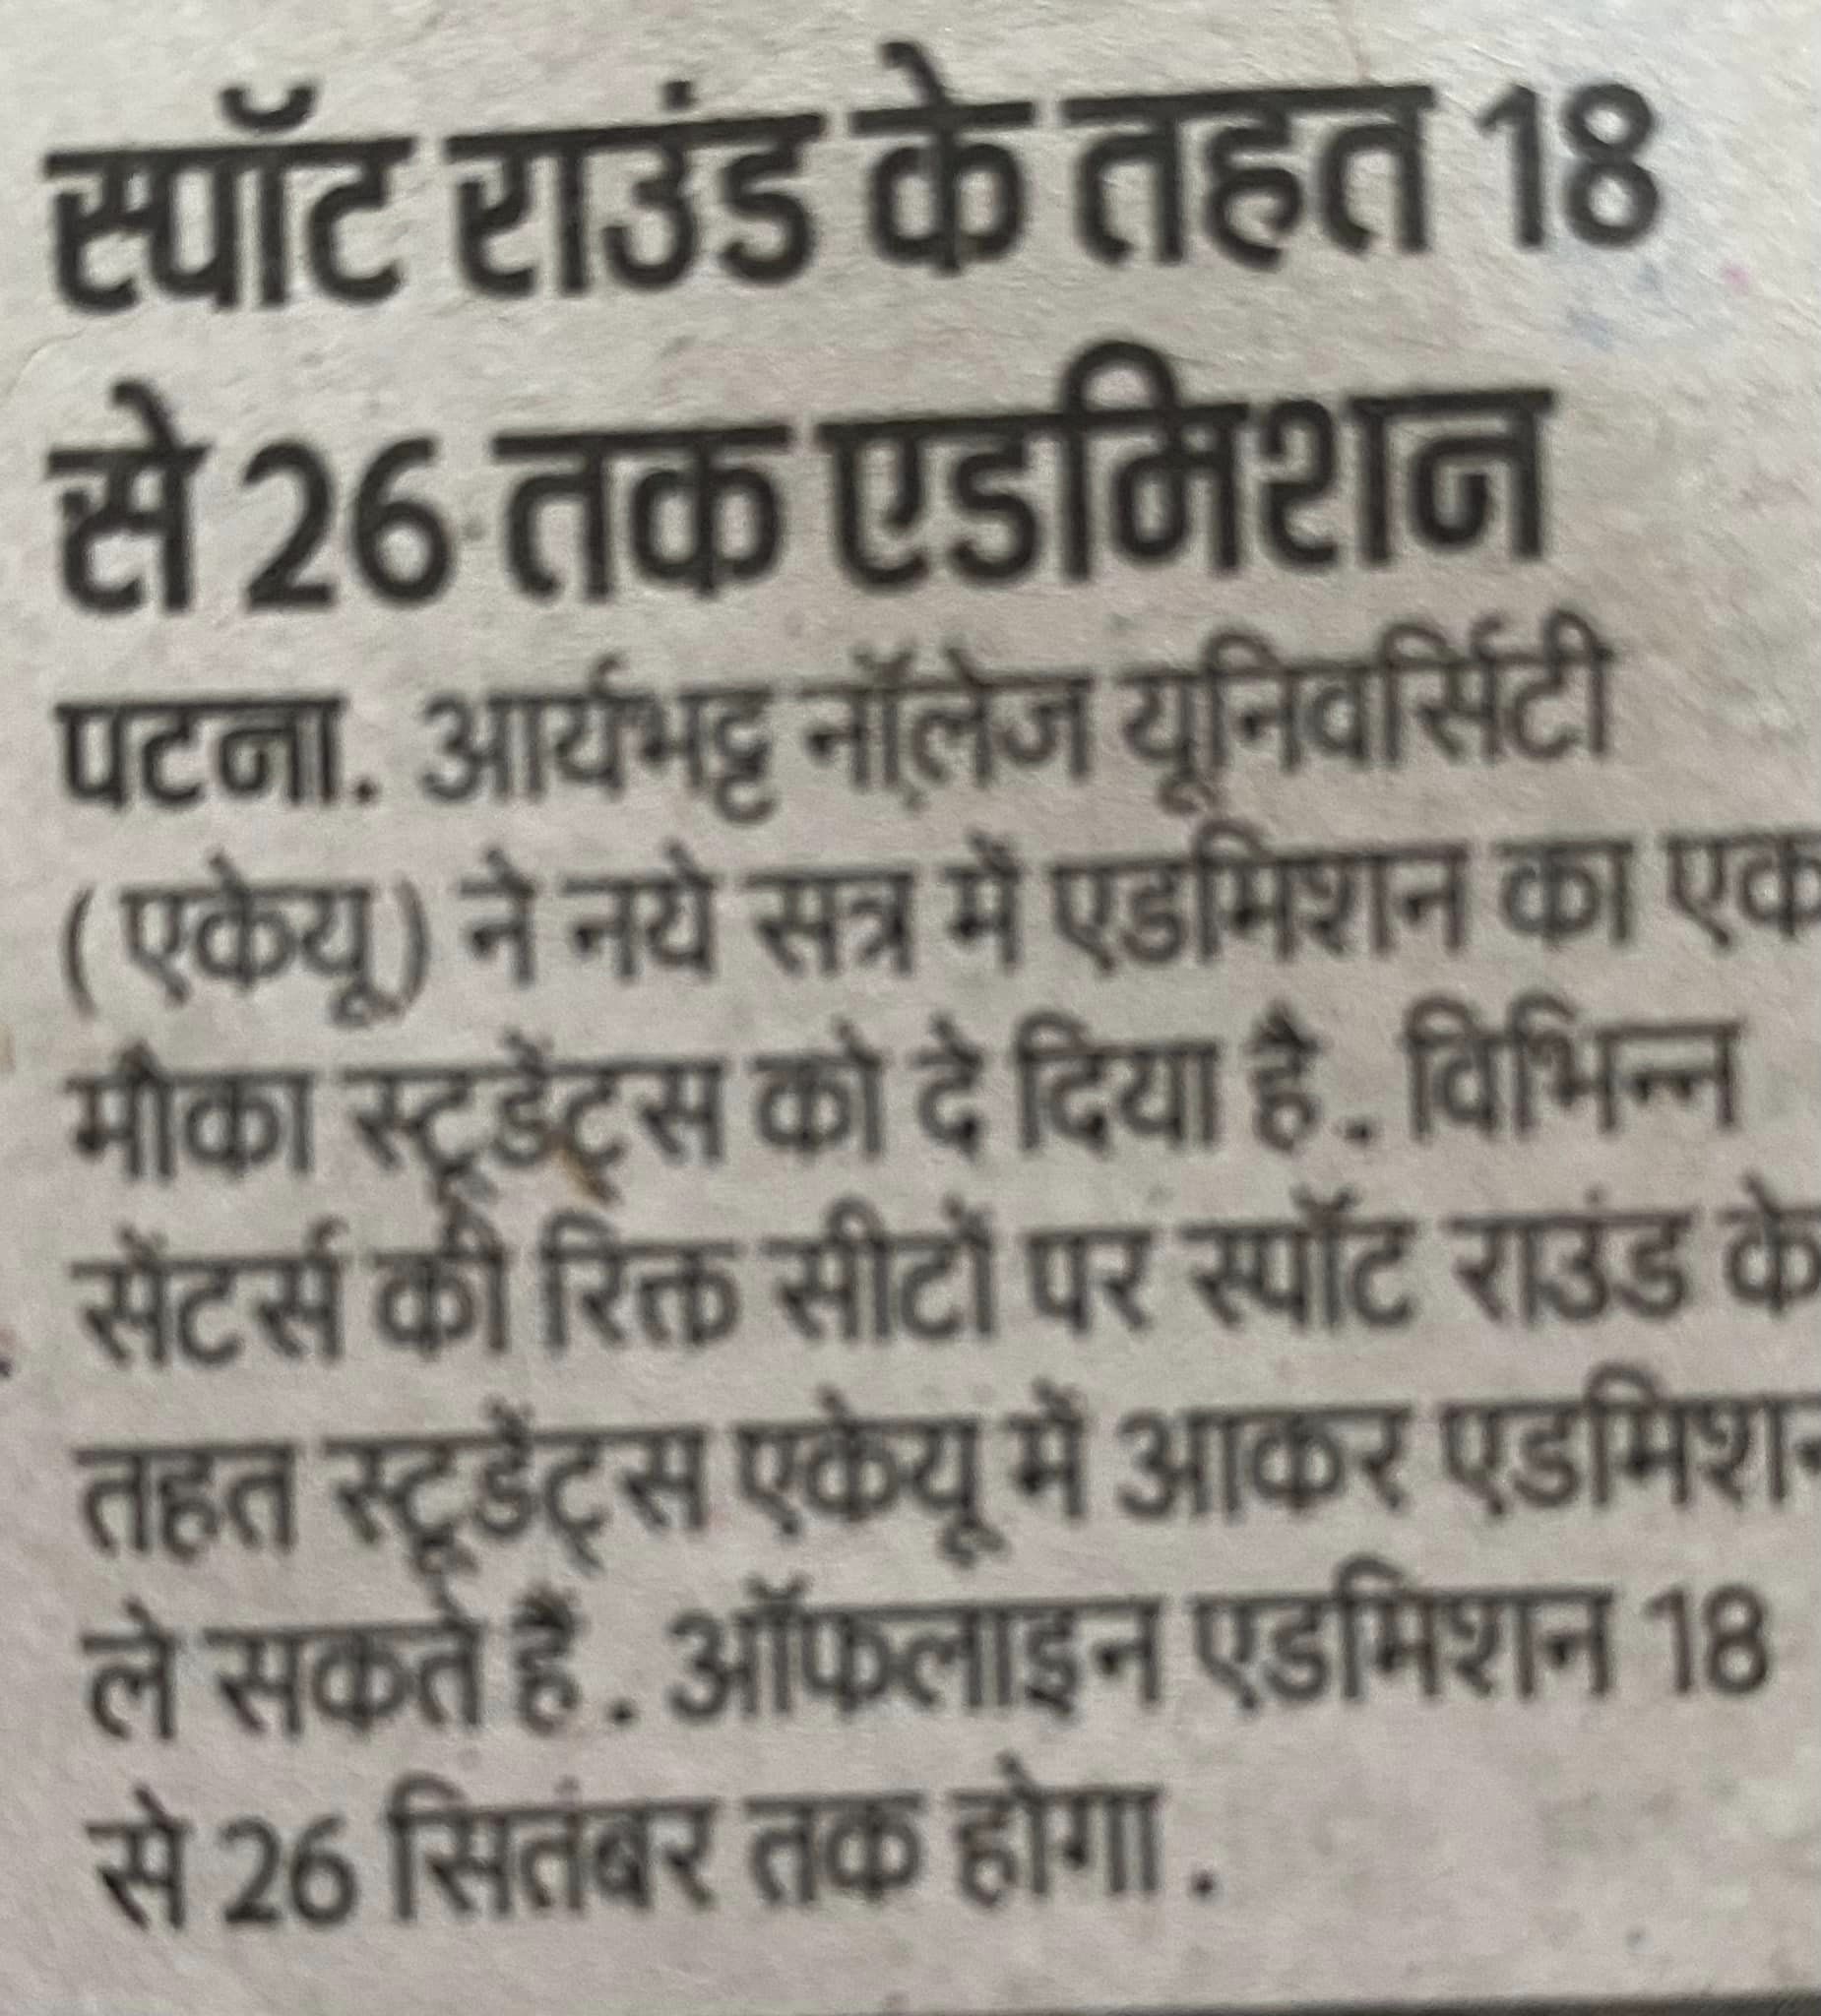 स्पॉट राउंड के तहत 18
से 26 तक एडमिशन
पटना. आर्यभट्ट नॉलेज यूनिवर्सिटी
(एकेयू) ने नये सत्र में एडमिशन का एक
मौका स्टूडेंट्स को दे दिया है. विभिन्न
सेंटर्स की रिक्त सीटों पर स्पॉट राउंड के
तहत स्टूडेंट्स एकेयू में आकर एडमिशन
ले सकते हैं. ऑफलाइन एडमिशन 18
से 26 सितंबर तक होगा.